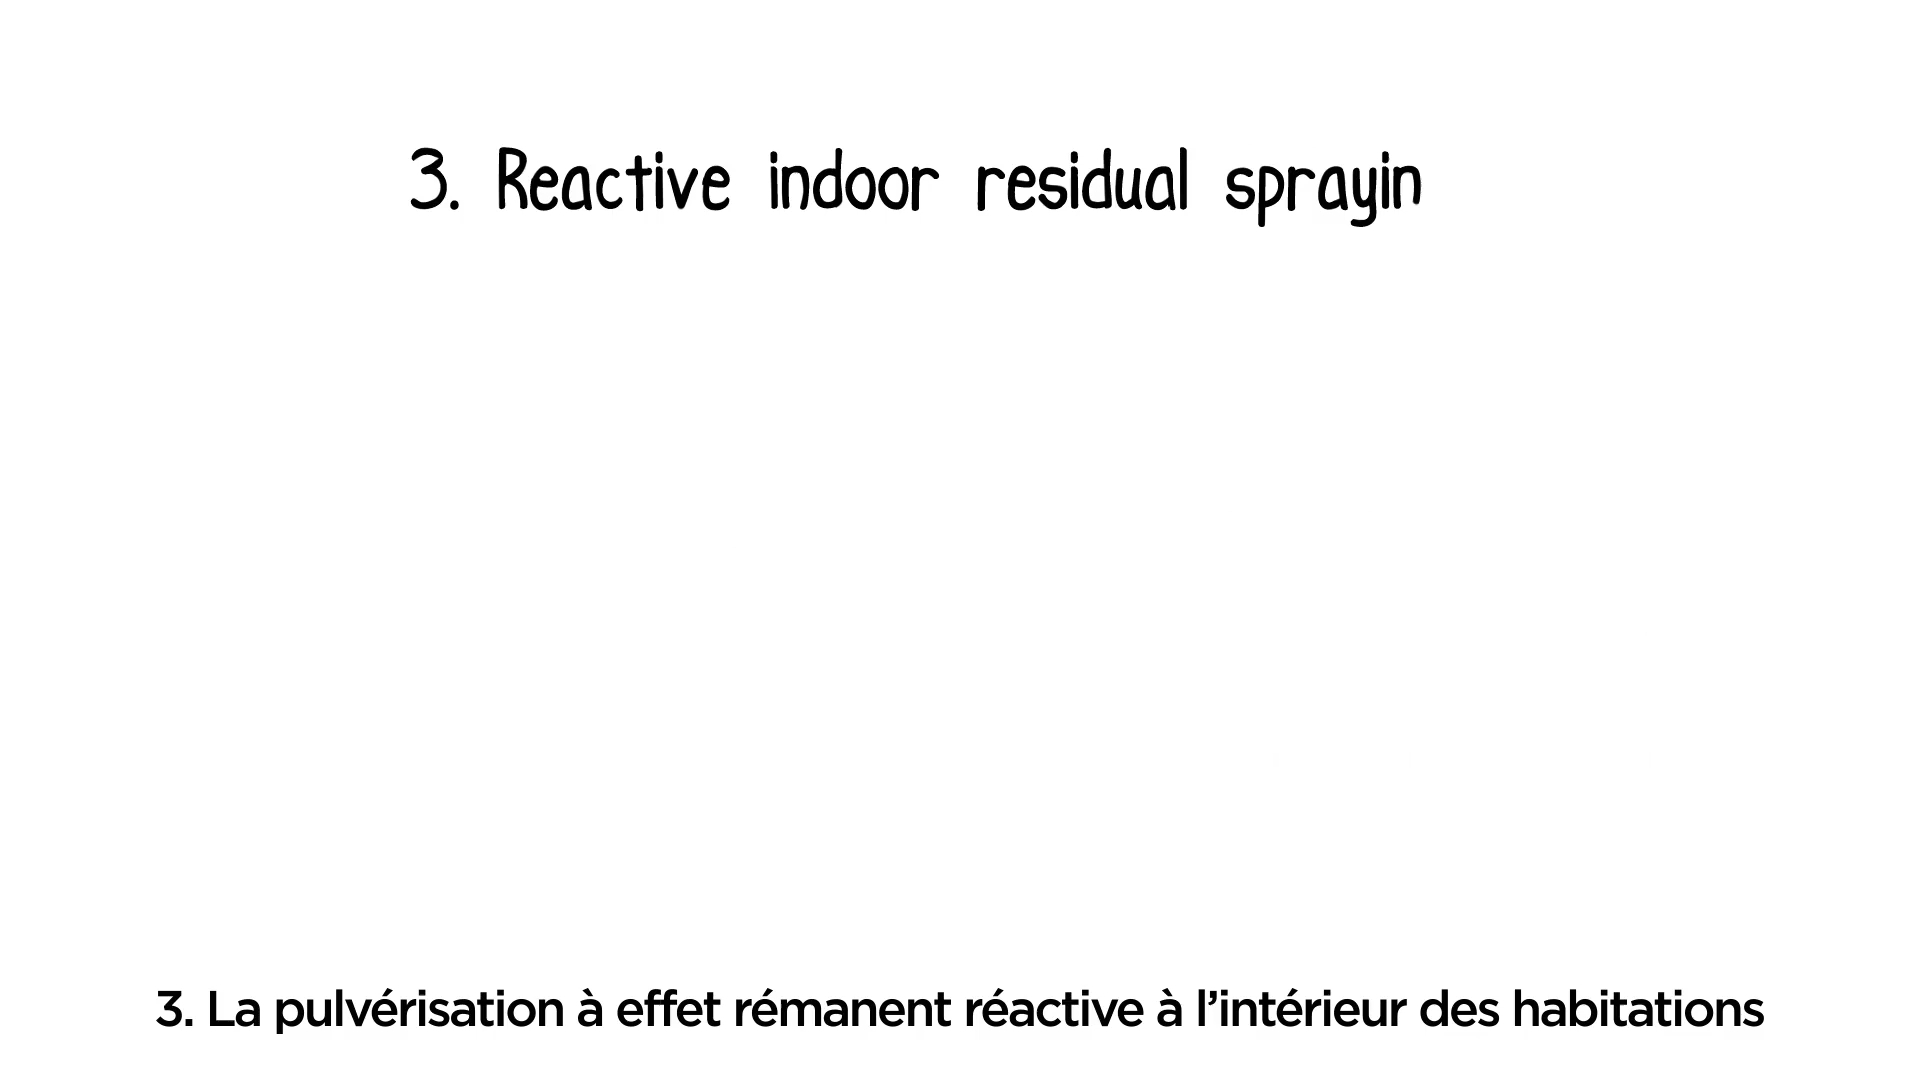 3. Reactive indoor residual sprayin
3. La pulvérisation à effet rémanent réactive à l’intérieur des habitations